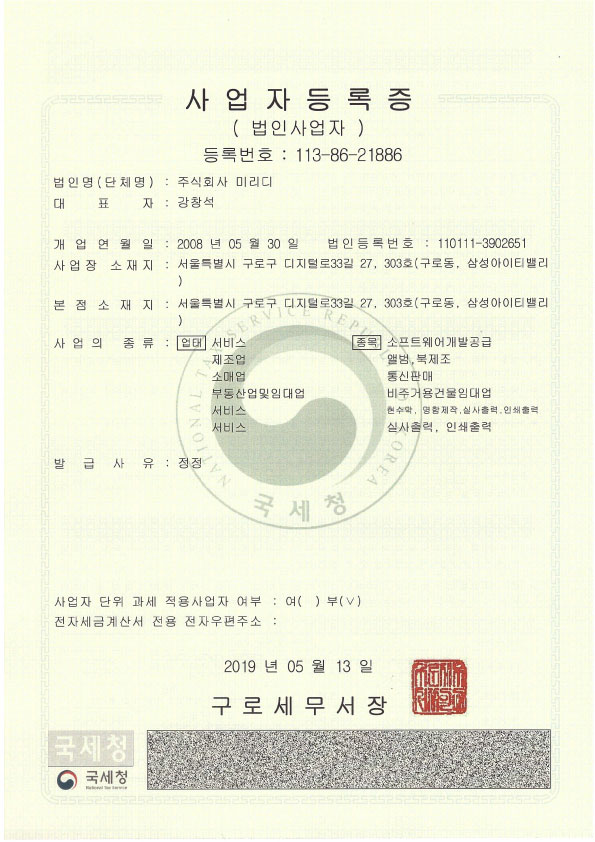 사업자등록증
( 법인사업자 )
등록번호 : 113-86-21886
법인명(단체명) : 주식회사 미리디
대 표 자 : 강창석
개 업 연 월 일 : 2008 년 05 월 30 일 법인등록번호 : 110111-3902651
사업장 소재지 : 서울특별시 구로구 디지털로33길 27, 303호(구로동, 삼성아이티밸리
)
본 점 소 재 지 : 서울특별시 구로구 디지털로33길 27, 303호(구로동, 삼성아이티밸리
)
사 업 의 종 류 : 업태 서비스 종목 소프트웨어개발공급
제조업 앨범,복제조
소매업 통신판매
부동산업및임대업 비주거용건물임대업
서비스 현수막, 명함제작,실사출력,인쇄출력
서비스 실사출력, 인쇄출력
NATIONAL TAX SERVICE REPUBLIC OF KOREA
국세청
발 급 사 유 : 정정
사업자 단위 과세 적용사업자 여부 : 여( ) 부(∨)
전자세금계산서 전용 전자우편주소 :
2019 년 05 월 13 일
구로세무서장
국세청
국세청
National Tax Service